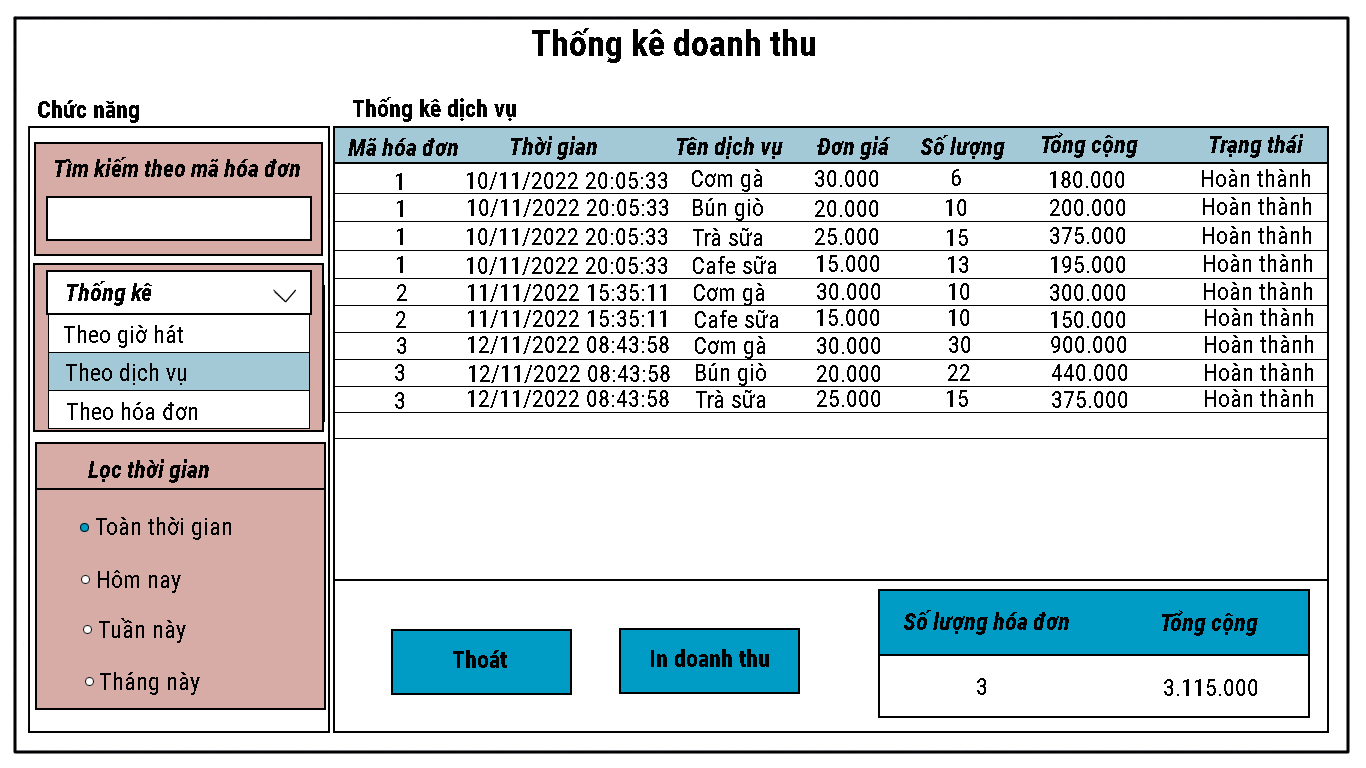 Thống kê doanh thu
Chức năng
Tìm kiếm theo mã hóa đơn
Thống kê
Theo giờ hát
Theo dịch vụ
Theo hóa đơn
Lọc thời gian
Toàn thời gian
Hôm nay
Tuần này
Tháng này
Thống kê dịch vụ
Mã hóa đơn Thời gian Tên dịch vụ Đơn giá Số lượng Tổng cộng Trạng thái
1 10/11/2022 20:05:33 Cơm gà 30.000 6 180.000 Hoàn thành
1 10/11/2022 20:05:33 Bún giò 20.000 10 200.000 Hoàn thành
1 10/11/2022 20:05:33 Trà sữa 25.000 15 375.000 Hoàn thành
1 10/11/2022 20:05:33 Cafe sữa 15.000 13 195.000 Hoàn thành
2 11/11/2022 15:35:11 Cơm gà 30.000 10 300.000 Hoàn thành
2 11/11/2022 15:35:11 Cafe sữa 15.000 10 150.000 Hoàn thành
3 12/11/2022 08:43:58 Cơm gà 30.000 30 900.000 Hoàn thành
3 12/11/2022 08:43:58 Bún giò 20.000 22 440.000 Hoàn thành
3 12/11/2022 08:43:58 Trà sữa 25.000 15 375.000 Hoàn thành
Thoát
In doanh thu
Số lượng hóa đơn Tổng cộng
3 3.115.000